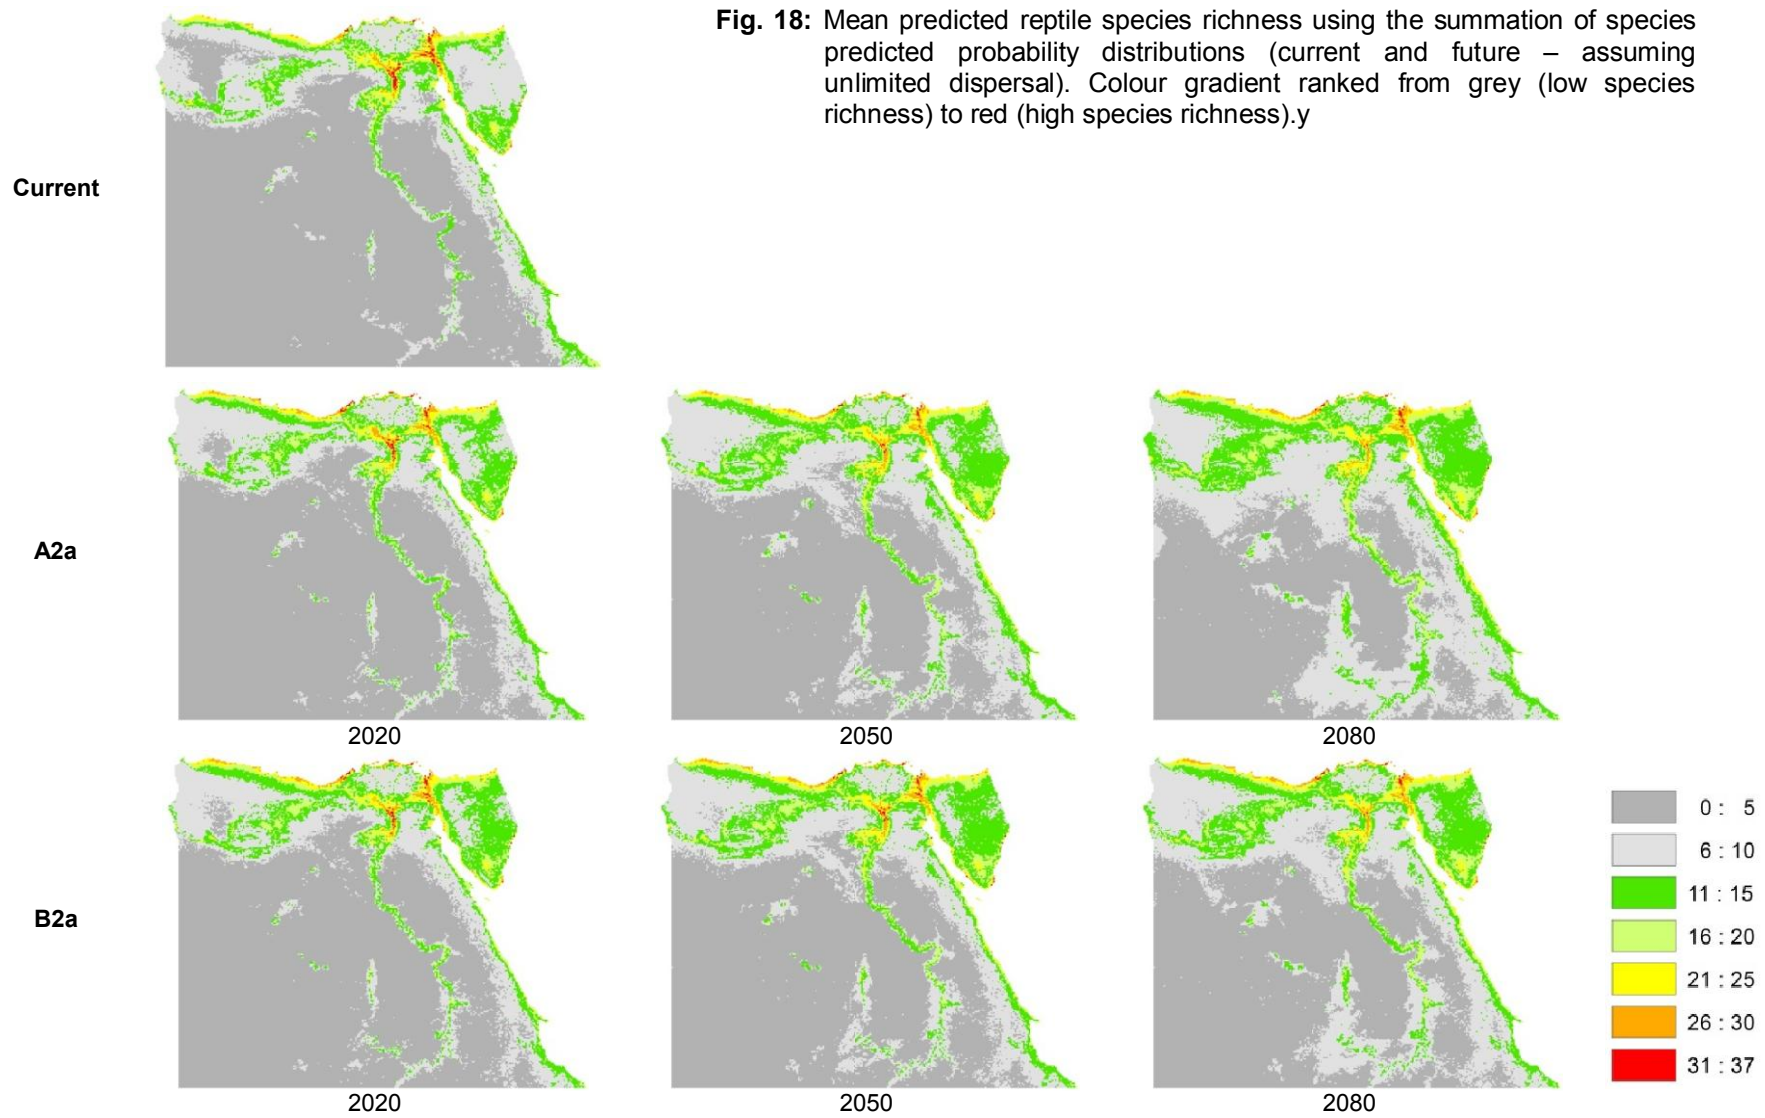 Fig. 18: Mean predicted reptile species richness using the summation of species
predicted probability distributions (current and future – assuming
unlimited dispersal). Colour gradient ranked from grey (low species
richness) to red (high species richness).y
Current
A2a
2020
2050
2080
B2a
2020
2050
2080
0 : 5
6 : 10
11 : 15
16 : 20
21 : 25
26 : 30
31 : 37